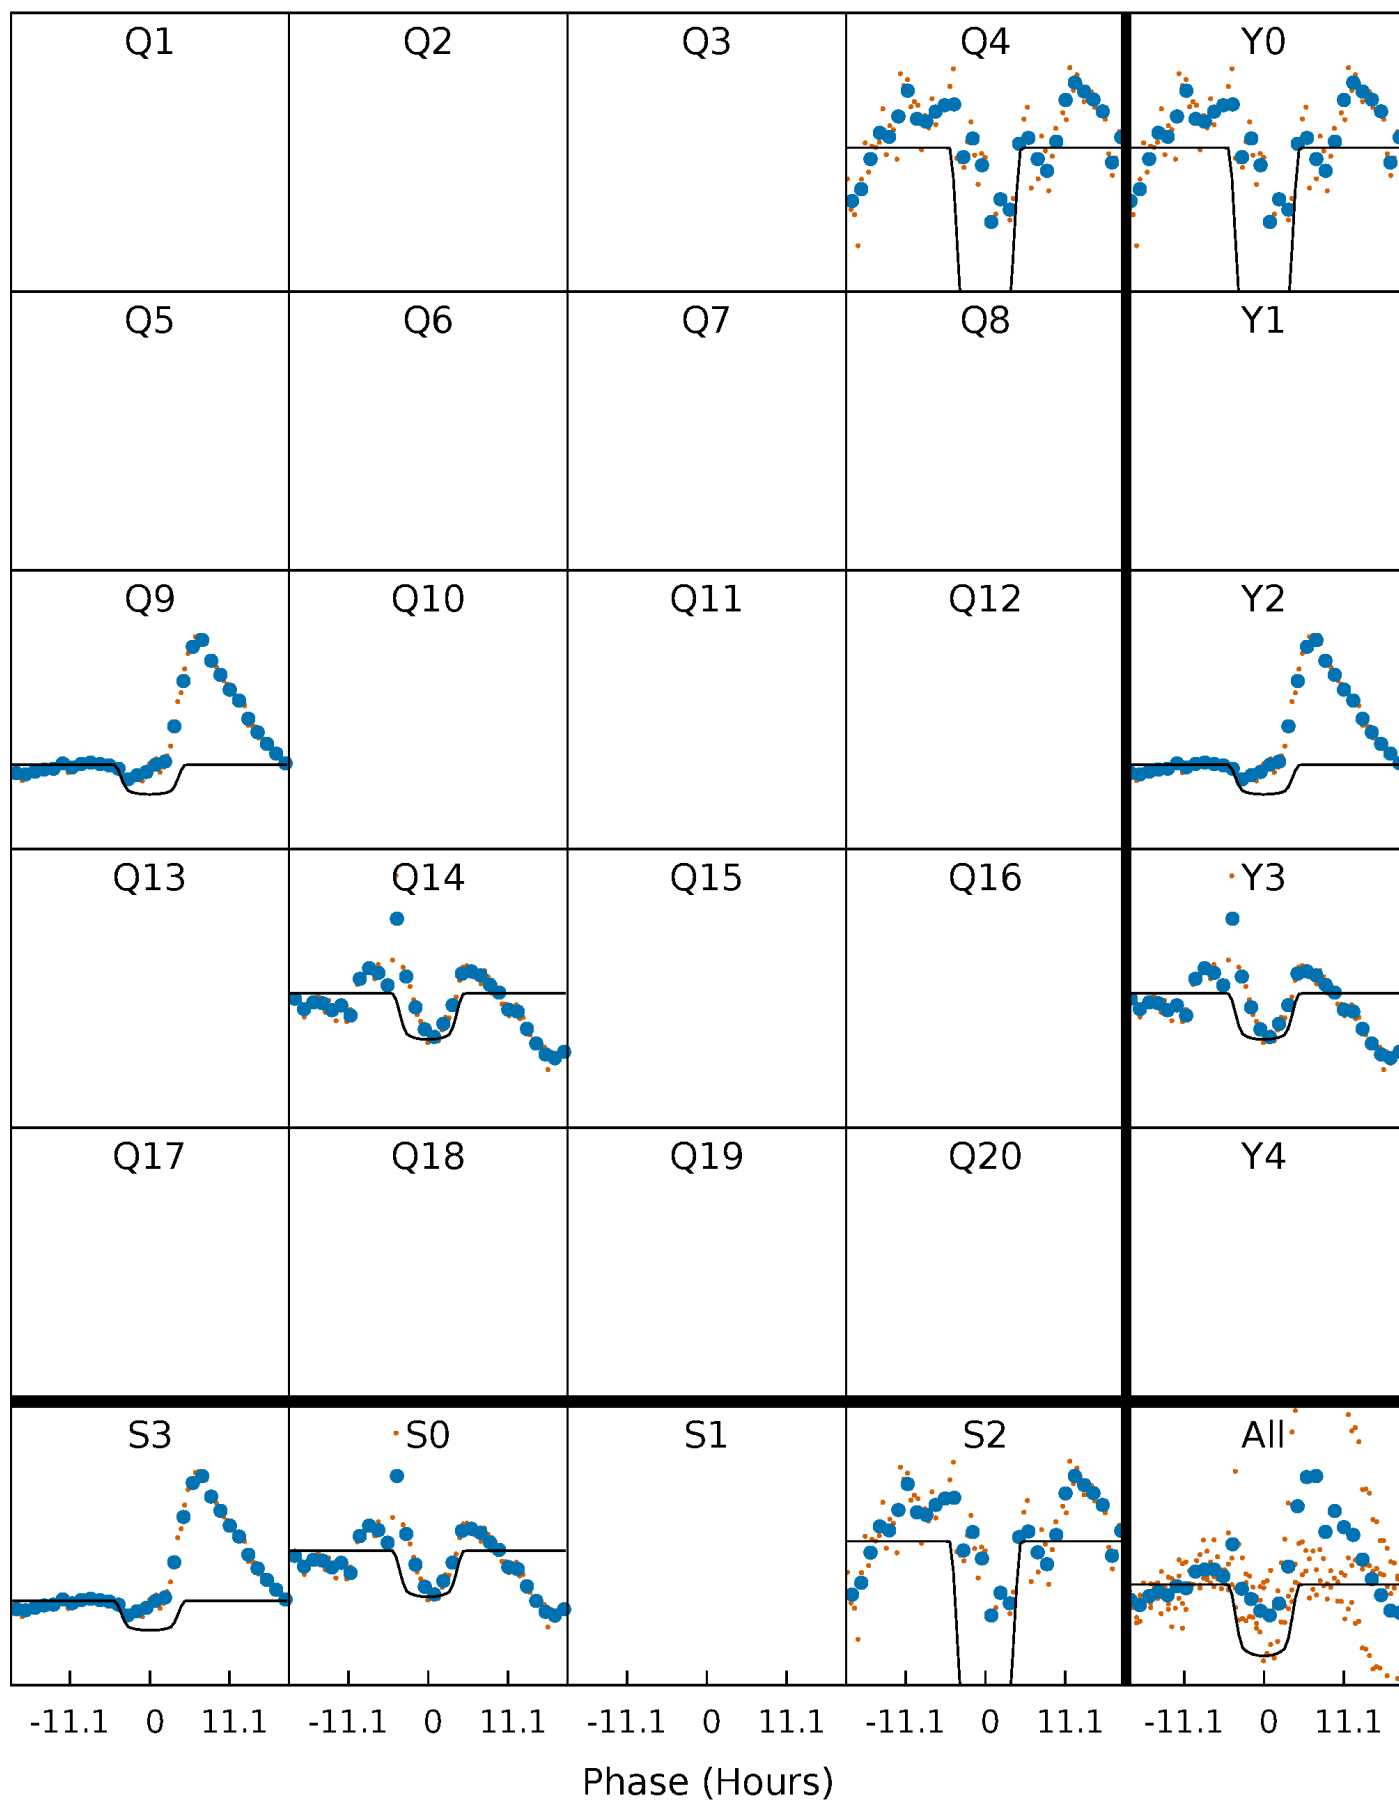 Q1 Q2 Q3 Q4 Y0
Q5 Q6 Q7 Q8 Y1
Q9 Q10 Q11 Q12 Y2
Q13 Q14 Q15 Q16 Y3
Q17 Q18 Q19 Q20 Y4
S3 S0 S1 S2 All
-11.1 0 11.1 -11.1 0 11.1 -11.1 0 11.1 -11.1 0 11.1 -11.1 0 11.1
Phase (Hours)